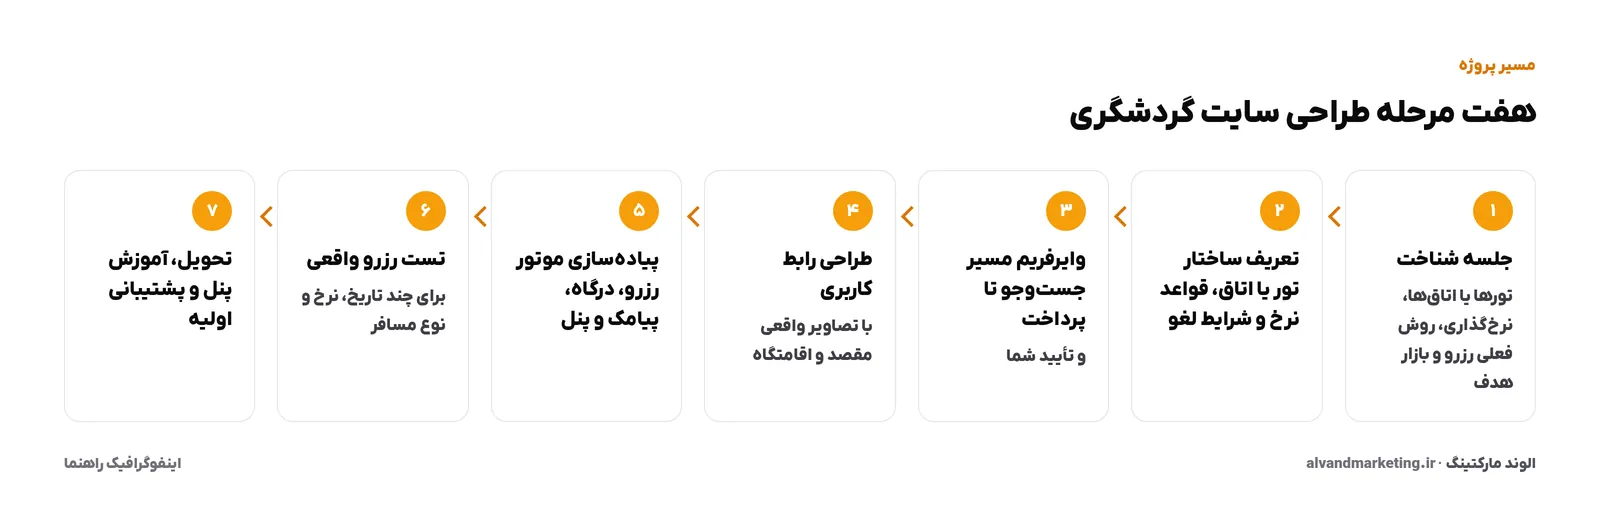 مسیر پروژه
هفت مرحله طراحی سایت گردشگری
۱
جلسه شناخت
تورها یا اتاق‌ها،
نرخ‌گذاری، روش
فعلی رزرو و بازار
هدف
۲
تعریف ساختار
تور یا اتاق، قواعد
نرخ و شرایط لغو
۳
وایرفریم مسیر
جست‌وجو تا
پرداخت
و تأیید شما
۴
طراحی رابط
کاربری
با تصاویر واقعی
مقصد و اقامتگاه
۵
پیاده‌سازی موتور
رزرو، درگاه،
پیامک و پنل
۶
تست رزرو واقعی
برای چند تاریخ، نرخ و
نوع مسافر
۷
تحویل، آموزش
پنل و پشتیبانی
اولیه
الوند مارکتینگ · alvandmarketing.ir
اینفوگرافیک راهنما